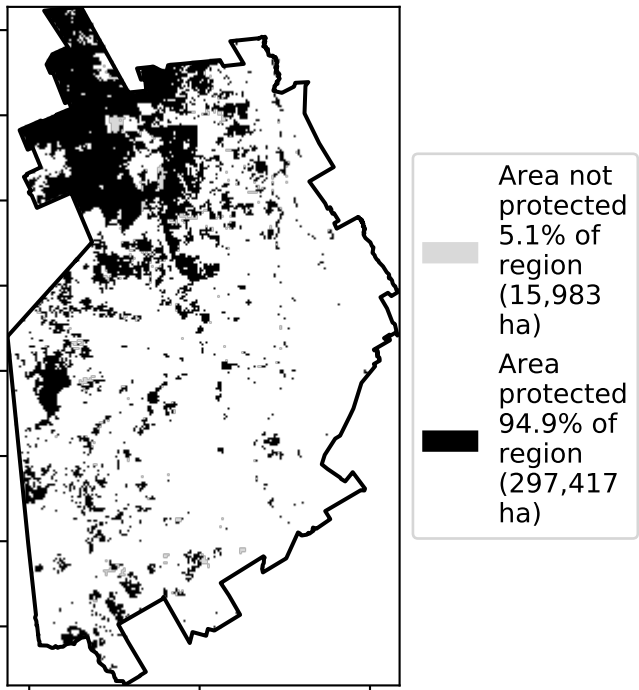 Area not
protected
5.1% of
region
(15,983
ha)
Area
protected
94.9% of
region
(297,417
ha)